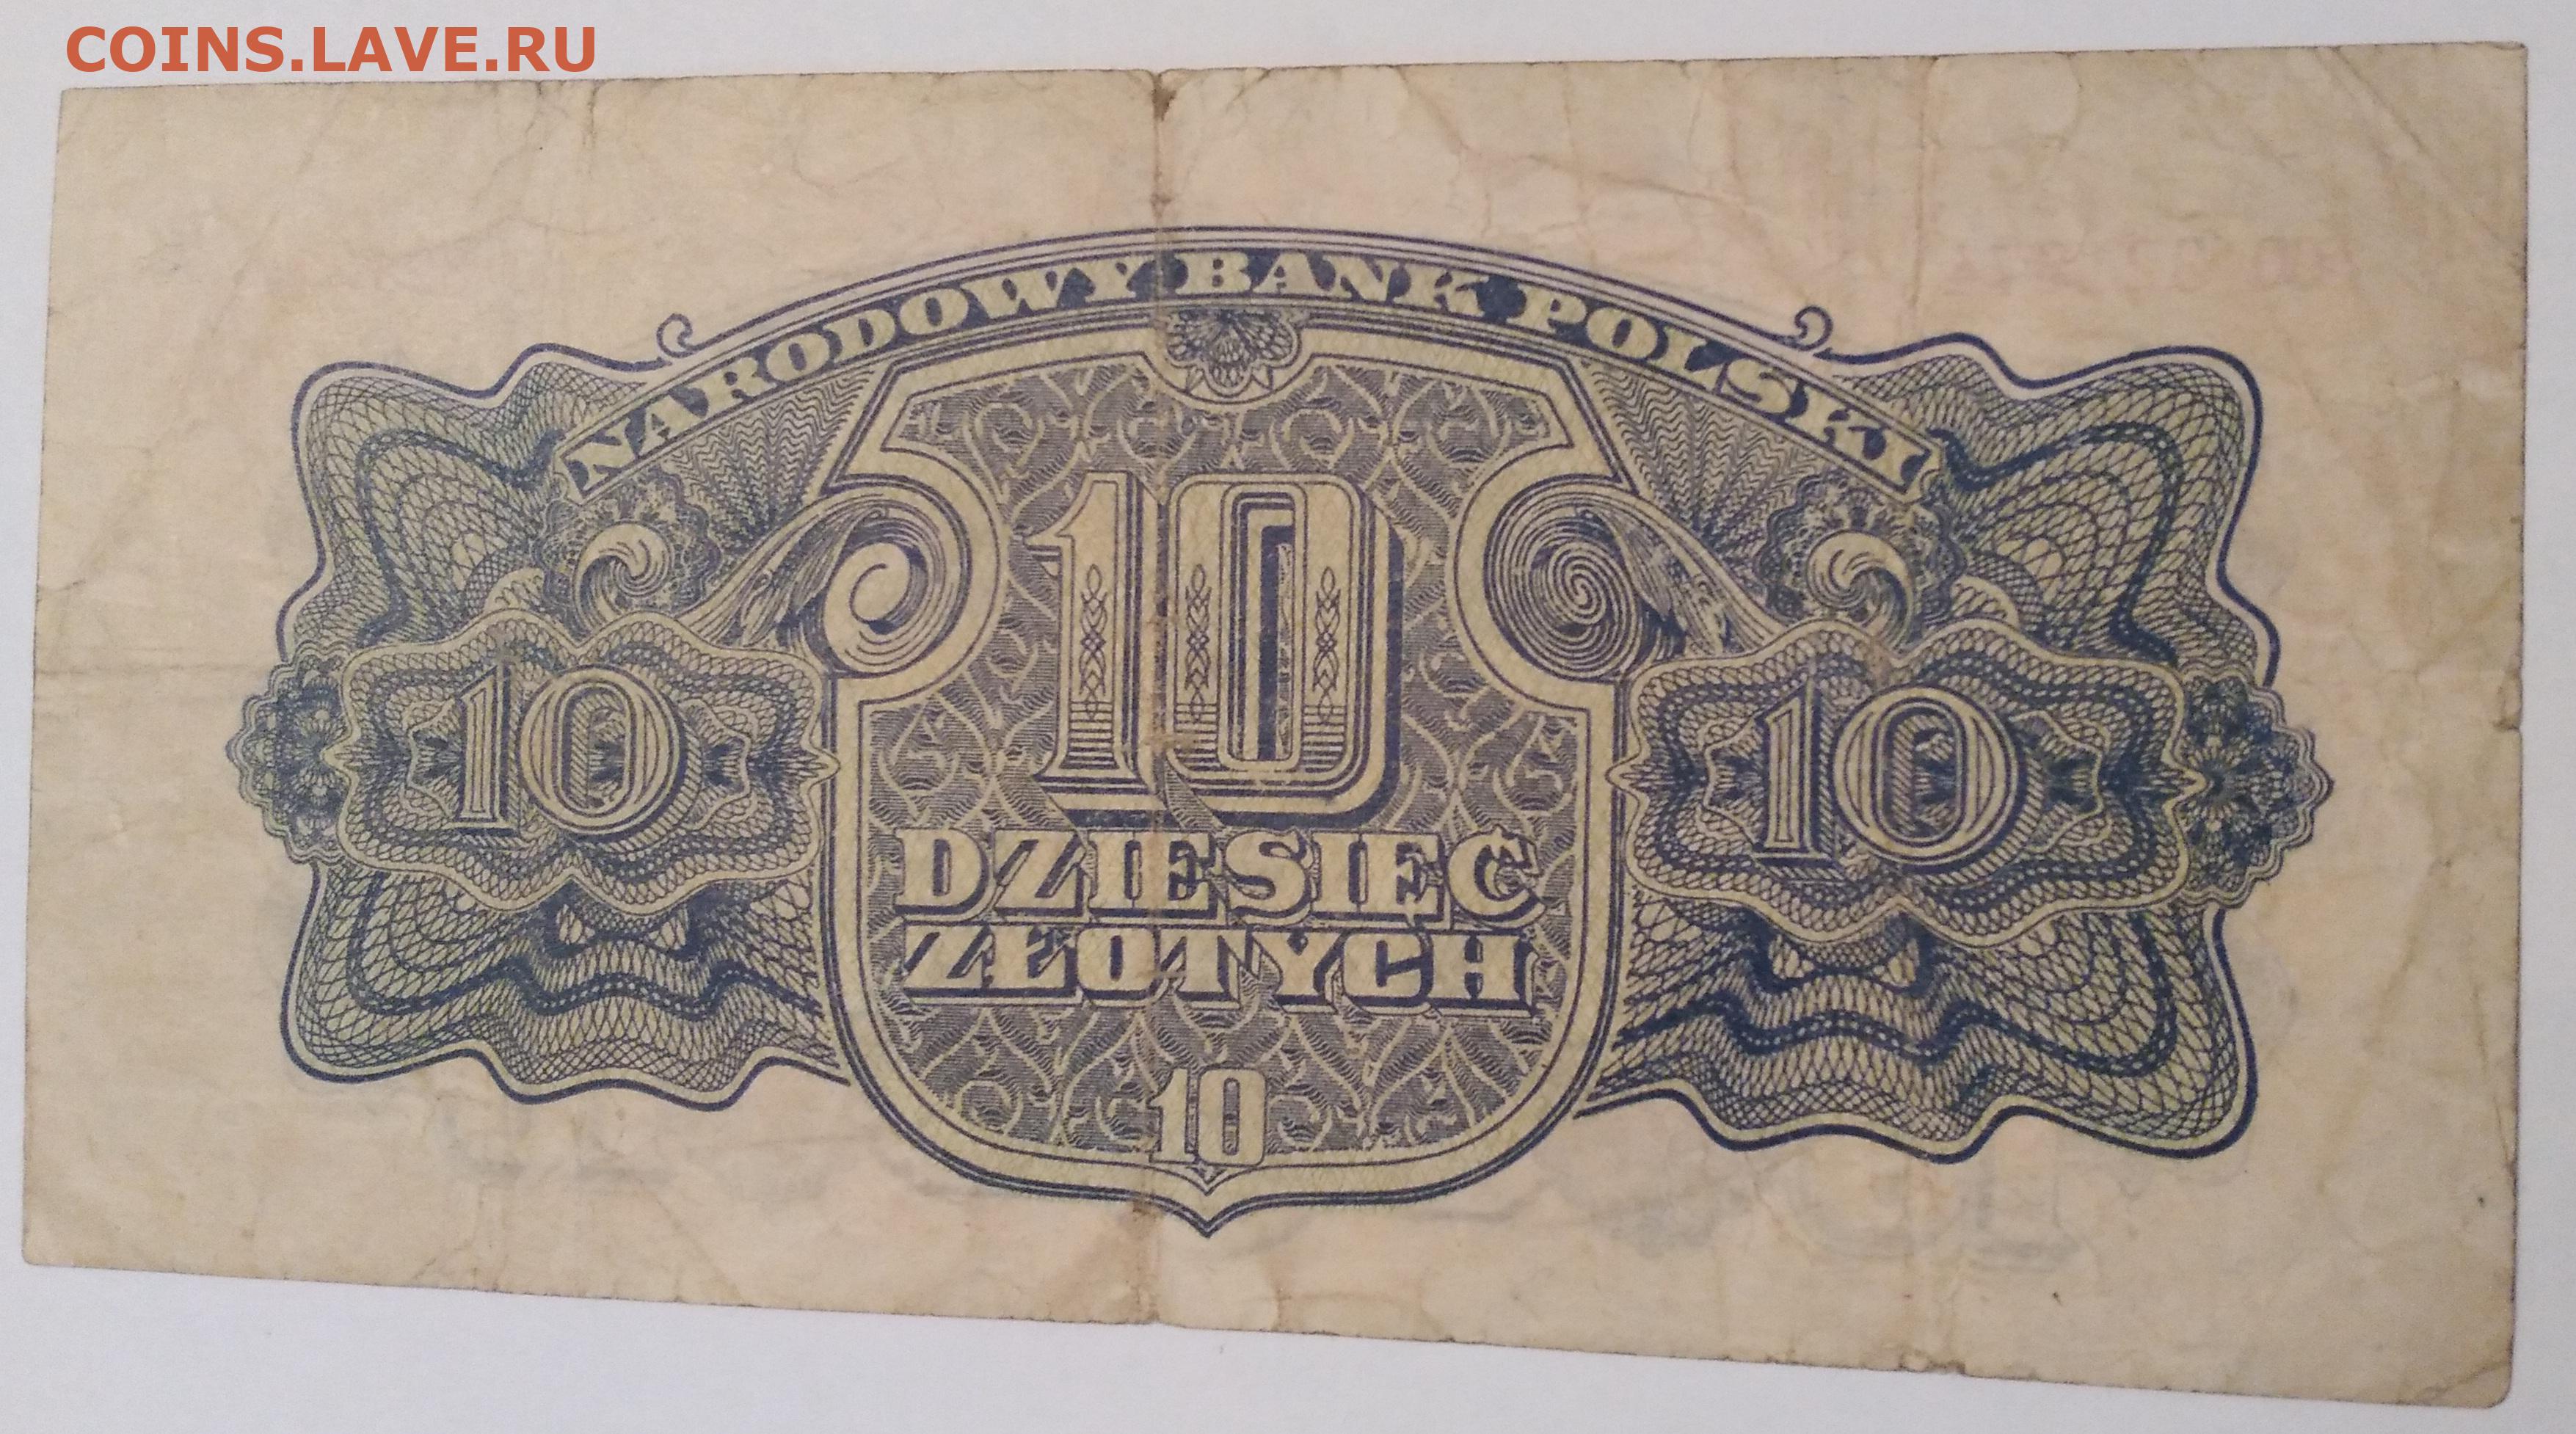 COINS.LAVE.RU
NARODOWY BANK POLSKI
10
10
10
DZIESIĘĆ
ZŁOTYCH
10